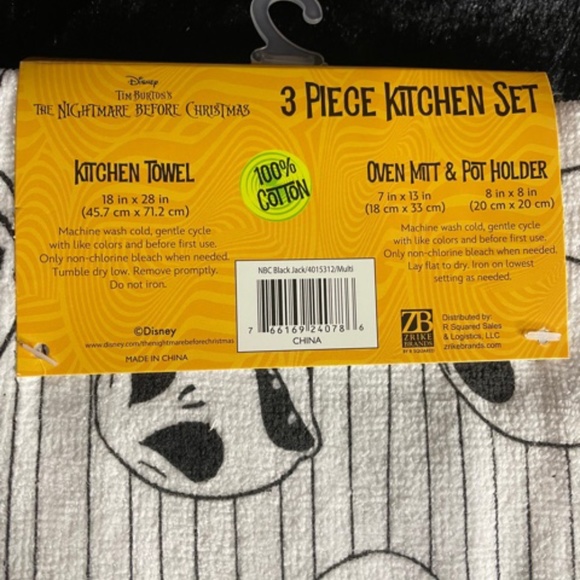 Disney
TIM BURTON'S
THE NIGHTMARE BEFORE CHRISTMAS
3 PIECE KITCHEN SET
KITCHEN TOWEL
18 in x 28 in
(45.7 cm x 71.2 cm)
Machine wash cold, gentle cycle
with like colors and before first use.
Only non-chlorine bleach when needed.
Tumble dry low. Remove promptly.
Do not iron.
100%
COTTON
OVEN MITT & POT HOLDER
7 in x 13 in
(18 cm x 33 cm)
8 in x 8 in
(20 cm x 20 cm)
Machine wash cold, gentle cycle
with like colors and before first use.
Only non-chlorine bleach when needed.
Lay flat to dry. Iron on lowest
setting as needed.
NBC Black Jack/4015312/Multi
7 66169 24078 6
CHINA
©Disney
www.disney.com/thenightmarebeforechristmas
MADE IN CHINA
ZB
ZRIKE
BRANDS
BY R SQUARED
Distributed by:
R Squared Sales
& Logistics, LLC
zrikebrands.com